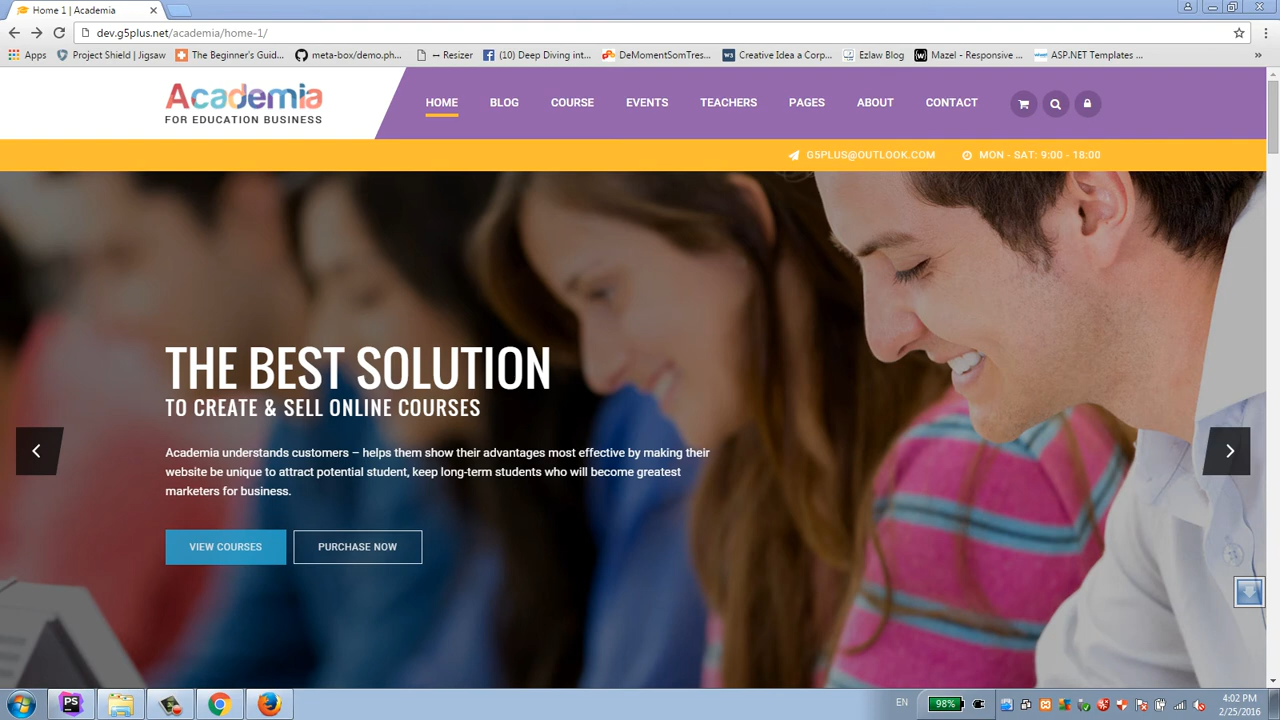 Home 1 | Academia
dev.g5plus.net/academia/home-1/
Apps Project Shield | Jigsaw The Beginner's Guid... meta-box/demo.ph... ↔ Resizer (10) Deep Diving int... DeMomentSomTres... Creative Idea a Corp... Ezlaw Blog Mazel - Responsive ... ASP.NET Templates ... »
Academia
FOR EDUCATION BUSINESS
HOME BLOG COURSE EVENTS TEACHERS PAGES ABOUT CONTACT
G5PLUS@OUTLOOK.COM MON - SAT: 9:00 - 18:00
THE BEST SOLUTION
TO CREATE & SELL ONLINE COURSES
Academia understands customers – helps them show their advantages most effective by making their
website be unique to attract potential student, keep long-term students who will become greatest
marketers for business.
VIEW COURSES PURCHASE NOW
PS EN 98% 4:02 PM
2/25/2016